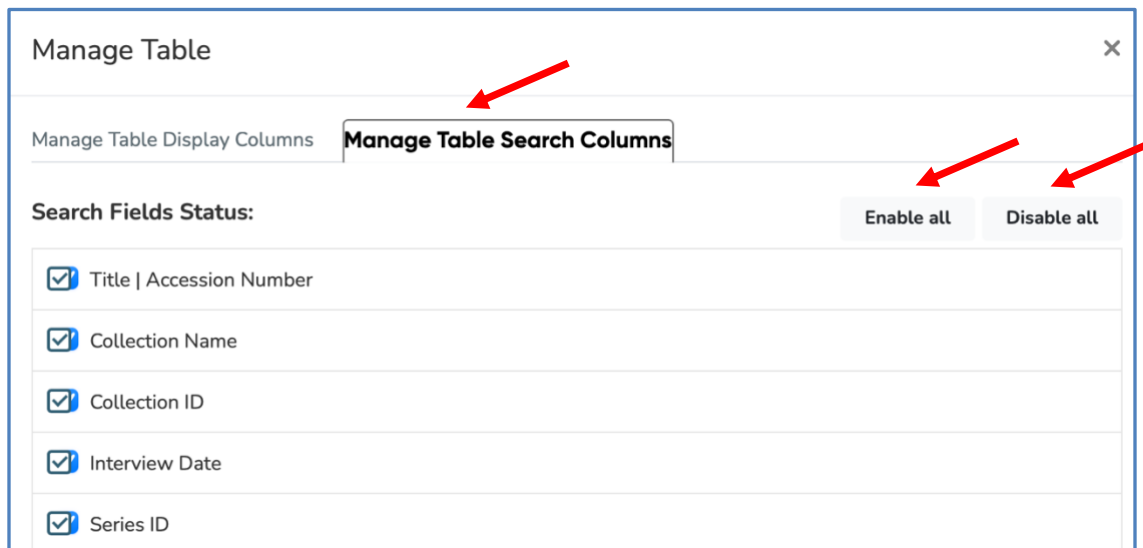 Manage Table
Manage Table Display Columns Manage Table Search Columns
Search Fields Status: Enable all Disable all
Title | Accession Number
Collection Name
Collection ID
Interview Date
Series ID